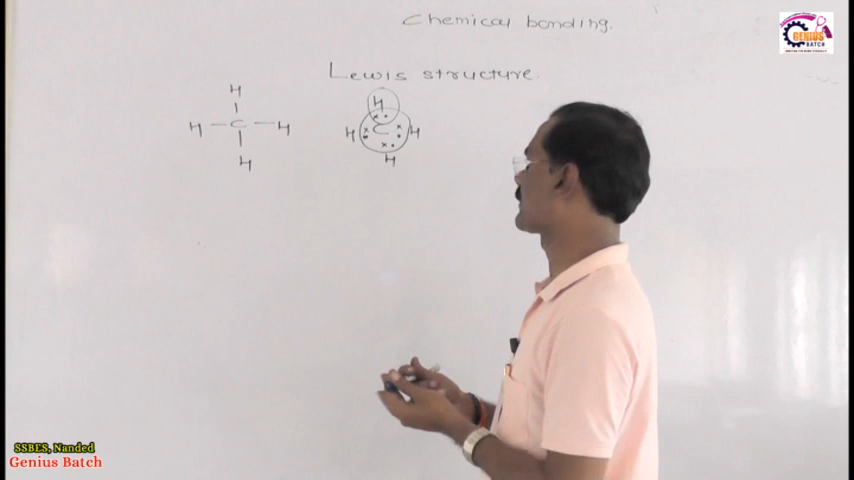 Chemical bonding.
GENIUS
BATCH
Lewis structure
H
H
H - C - H
H C H
H
H
SSBES, Nanded
Genius Batch